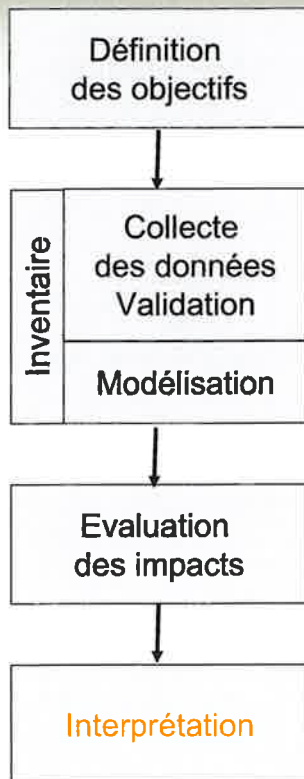 Définition
des objectifs
Inventaire
Collecte
des données
Validation
Modélisation
Evaluation
des impacts
Interprétation